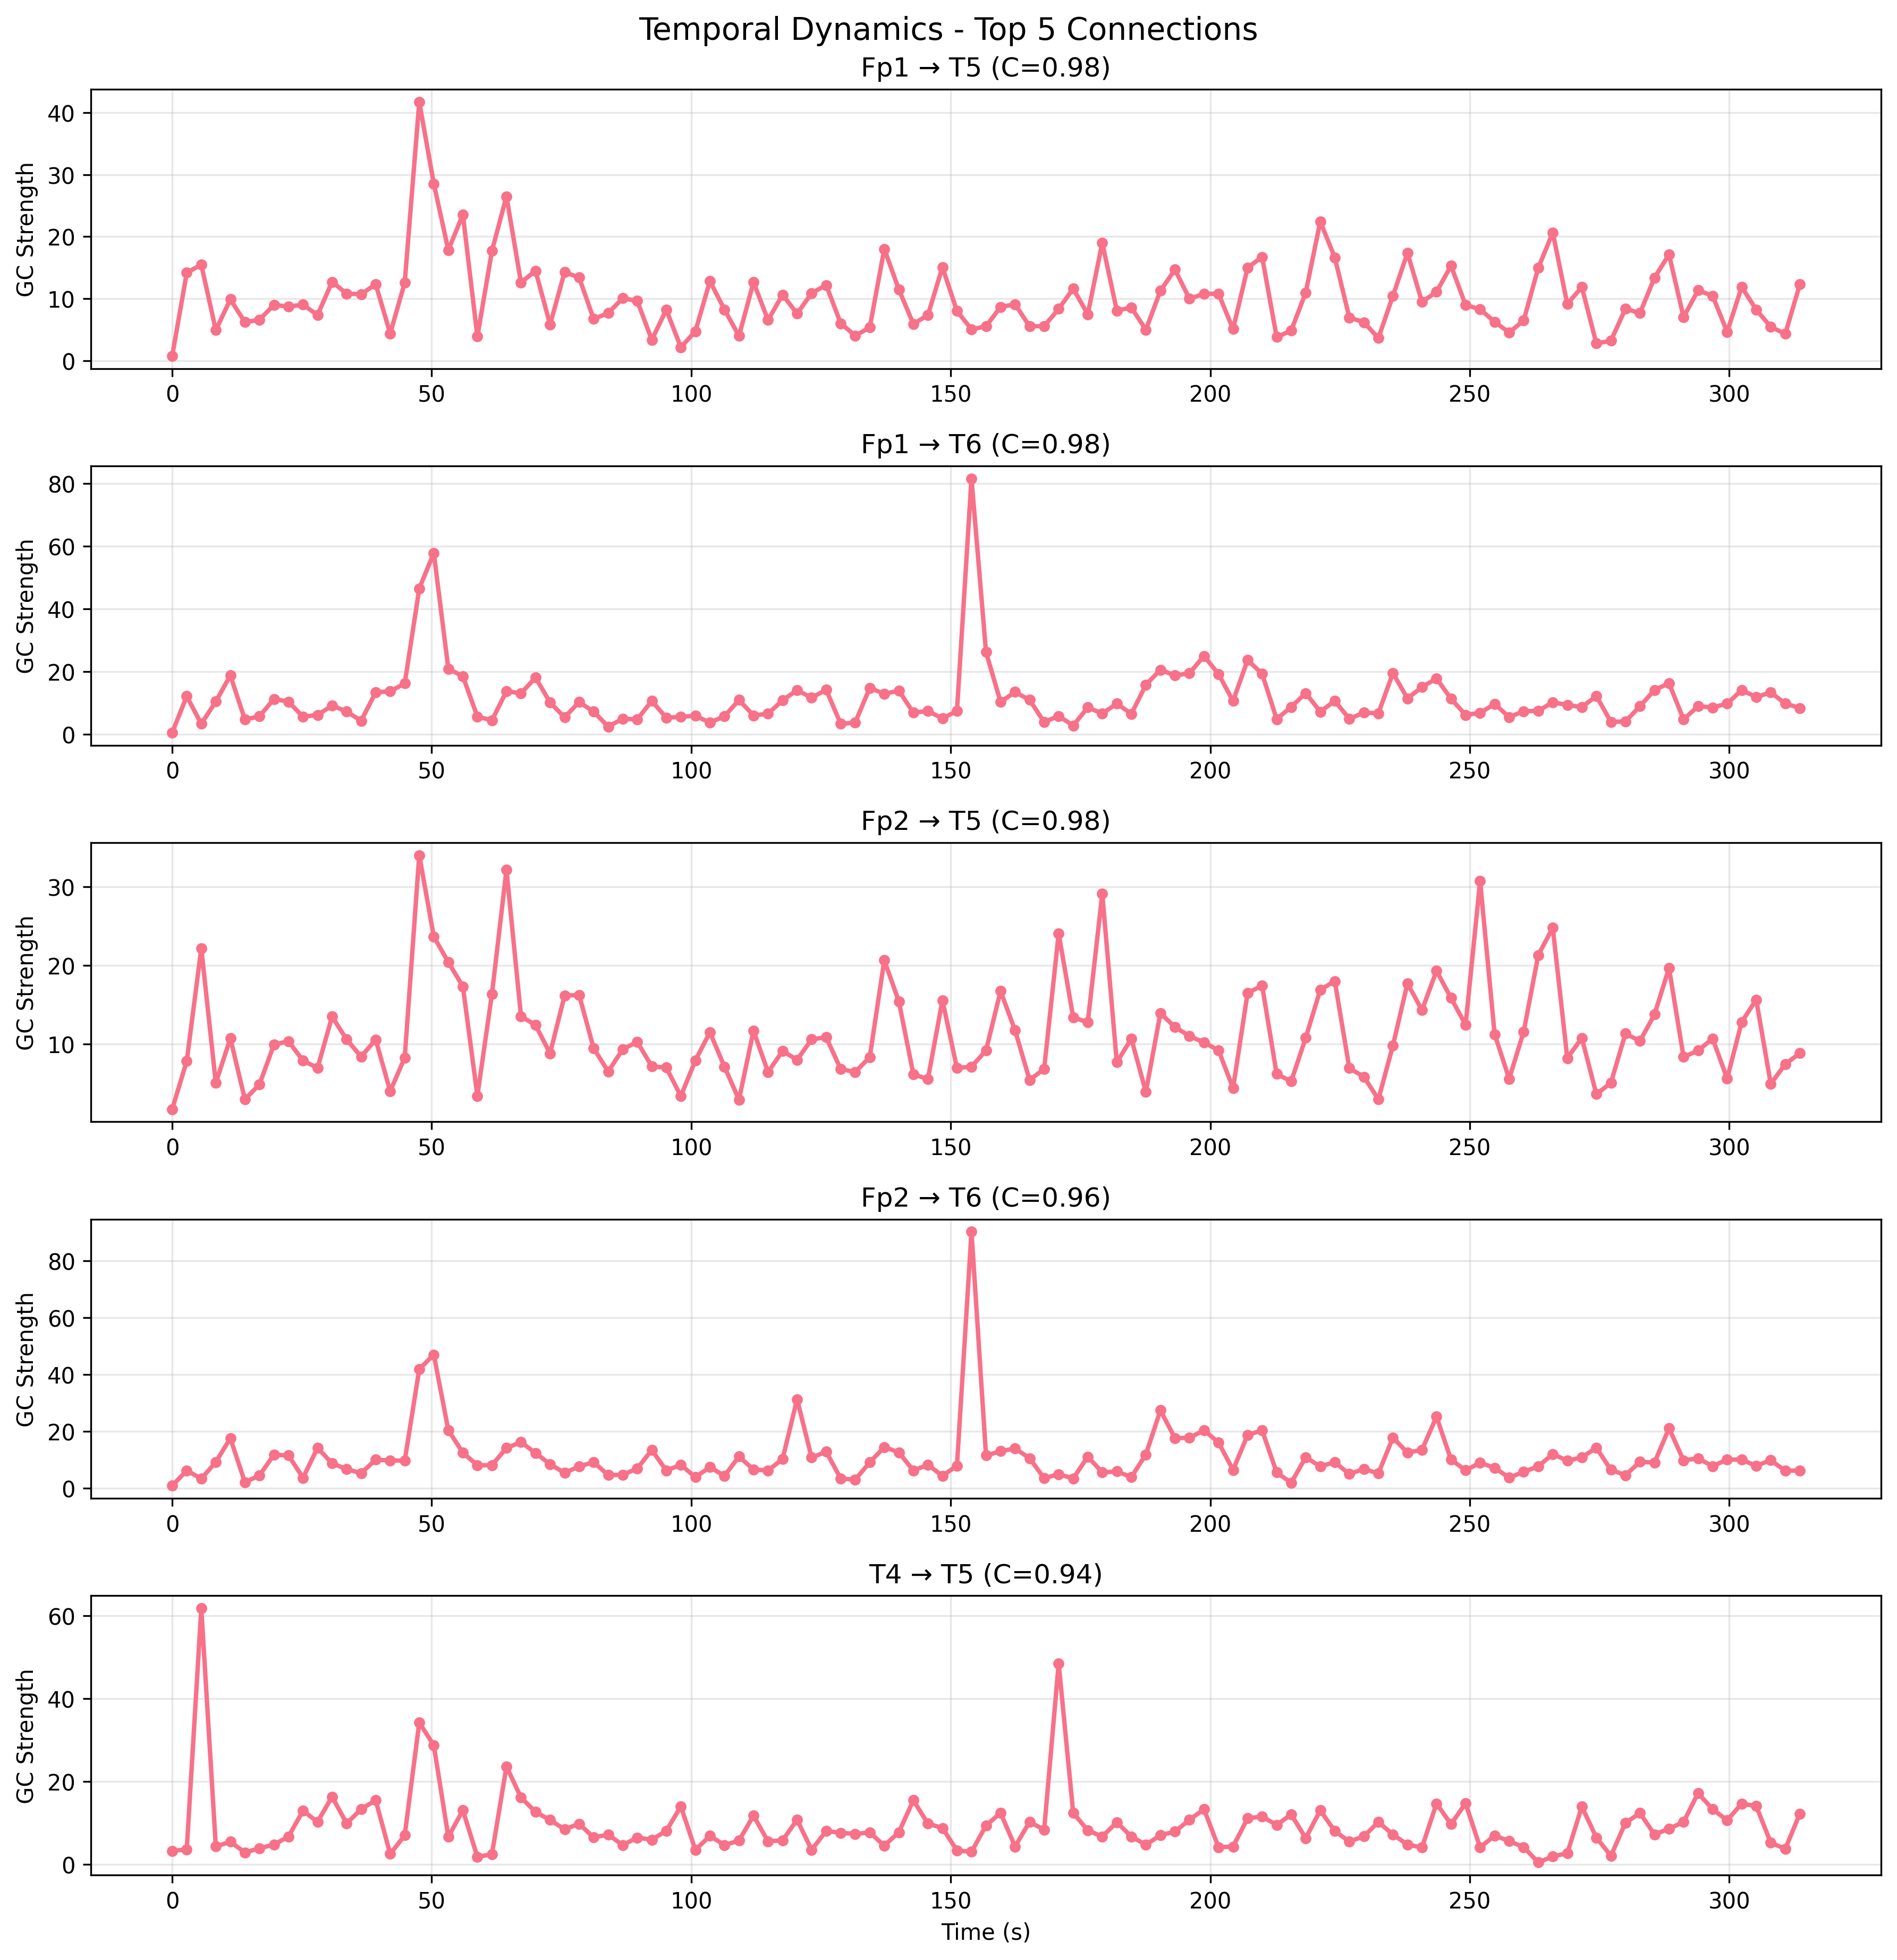 Temporal Dynamics - Top 5 Connections
Fp1 → T5 (C=0.98)
GC Strength
40
30
20
10
0
0 50 100 150 200 250 300
Fp1 → T6 (C=0.98)
GC Strength
80
60
40
20
0
0 50 100 150 200 250 300
Fp2 → T5 (C=0.98)
GC Strength
30
20
10
0 50 100 150 200 250 300
Fp2 → T6 (C=0.96)
GC Strength
80
60
40
20
0
0 50 100 150 200 250 300
T4 → T5 (C=0.94)
GC Strength
60
40
20
0
0 50 100 150 200 250 300
Time (s)